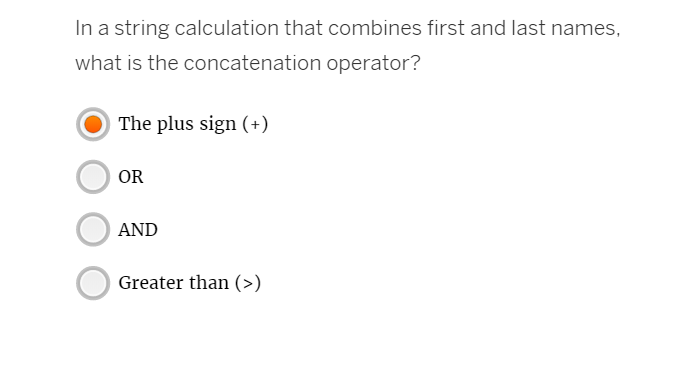 In a string calculation that combines first and last names,
what is the concatenation operator?
The plus sign (+)
OR
AND
Greater than (>)